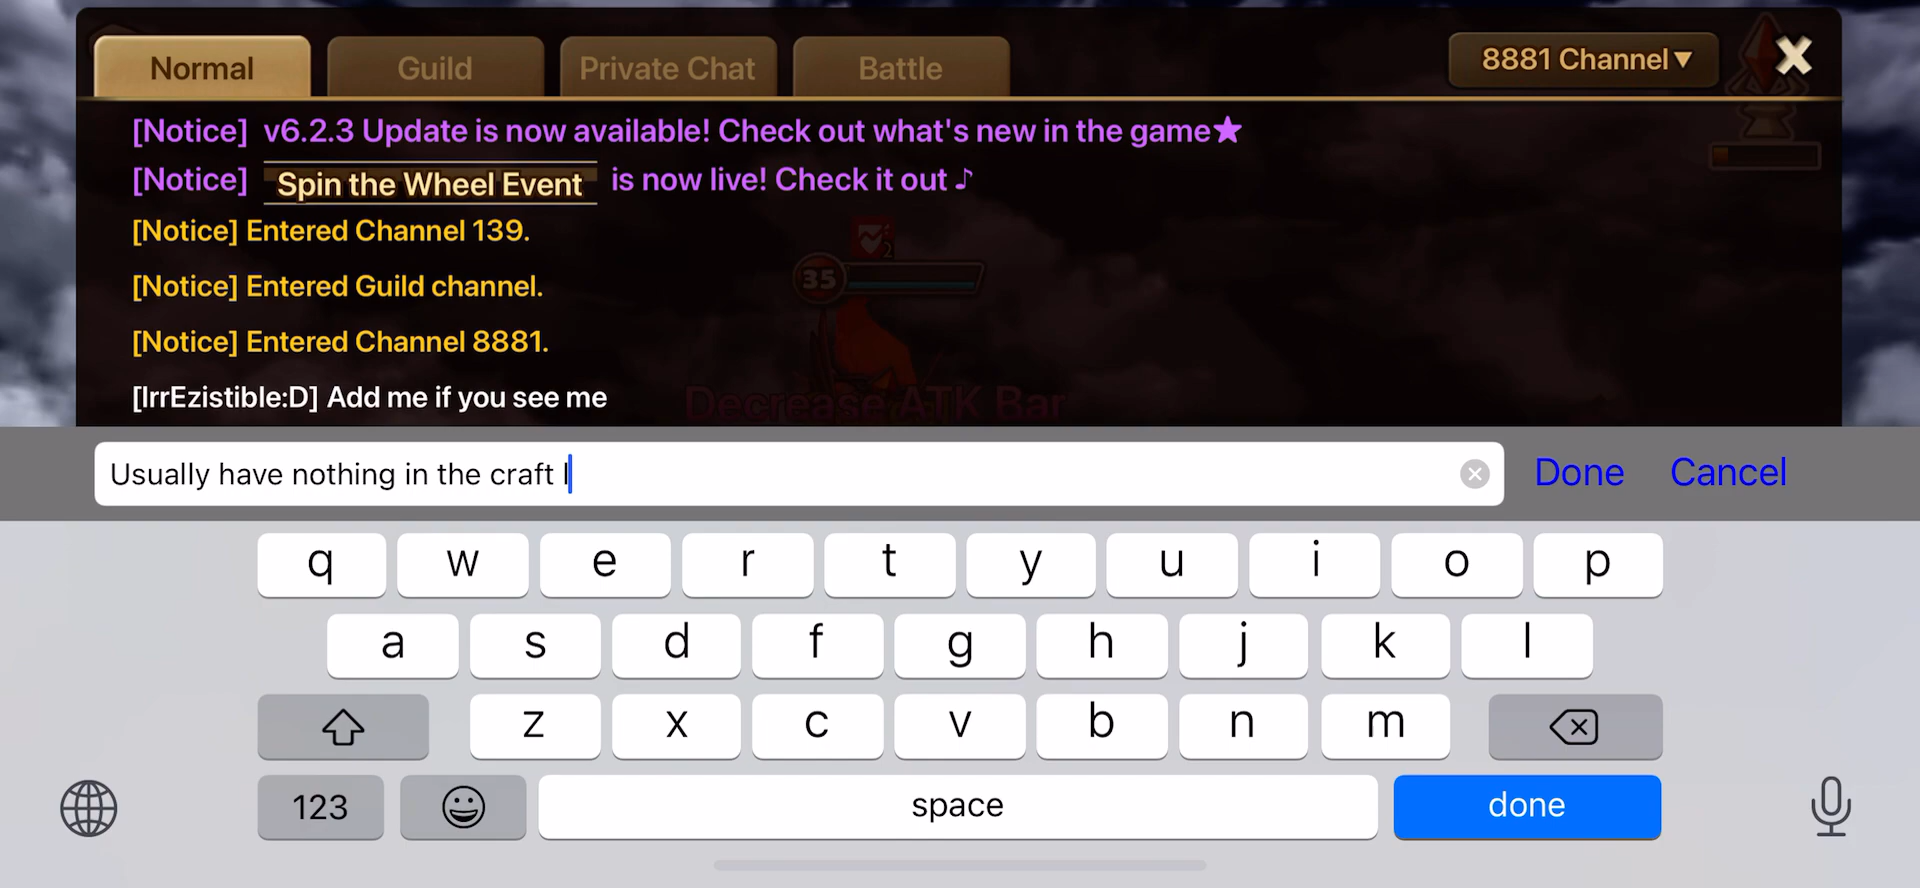 Normal
Guild
Private Chat
Battle
8881 Channel▼
[Notice] v6.2.3 Update is now available! Check out what's new in the game★
[Notice] Spin the Wheel Event is now live! Check it out ♪
[Notice] Entered Channel 139.
2
35
[Notice] Entered Guild channel.
[Notice] Entered Channel 8881.
[IrrEzistible:D] Add me if you see me
Decrease ATK Bar
Usually have nothing in the craft l
Done
Cancel
q w e r t y u i o p
a s d f g h j k l
z x c v b n m
123
space
done